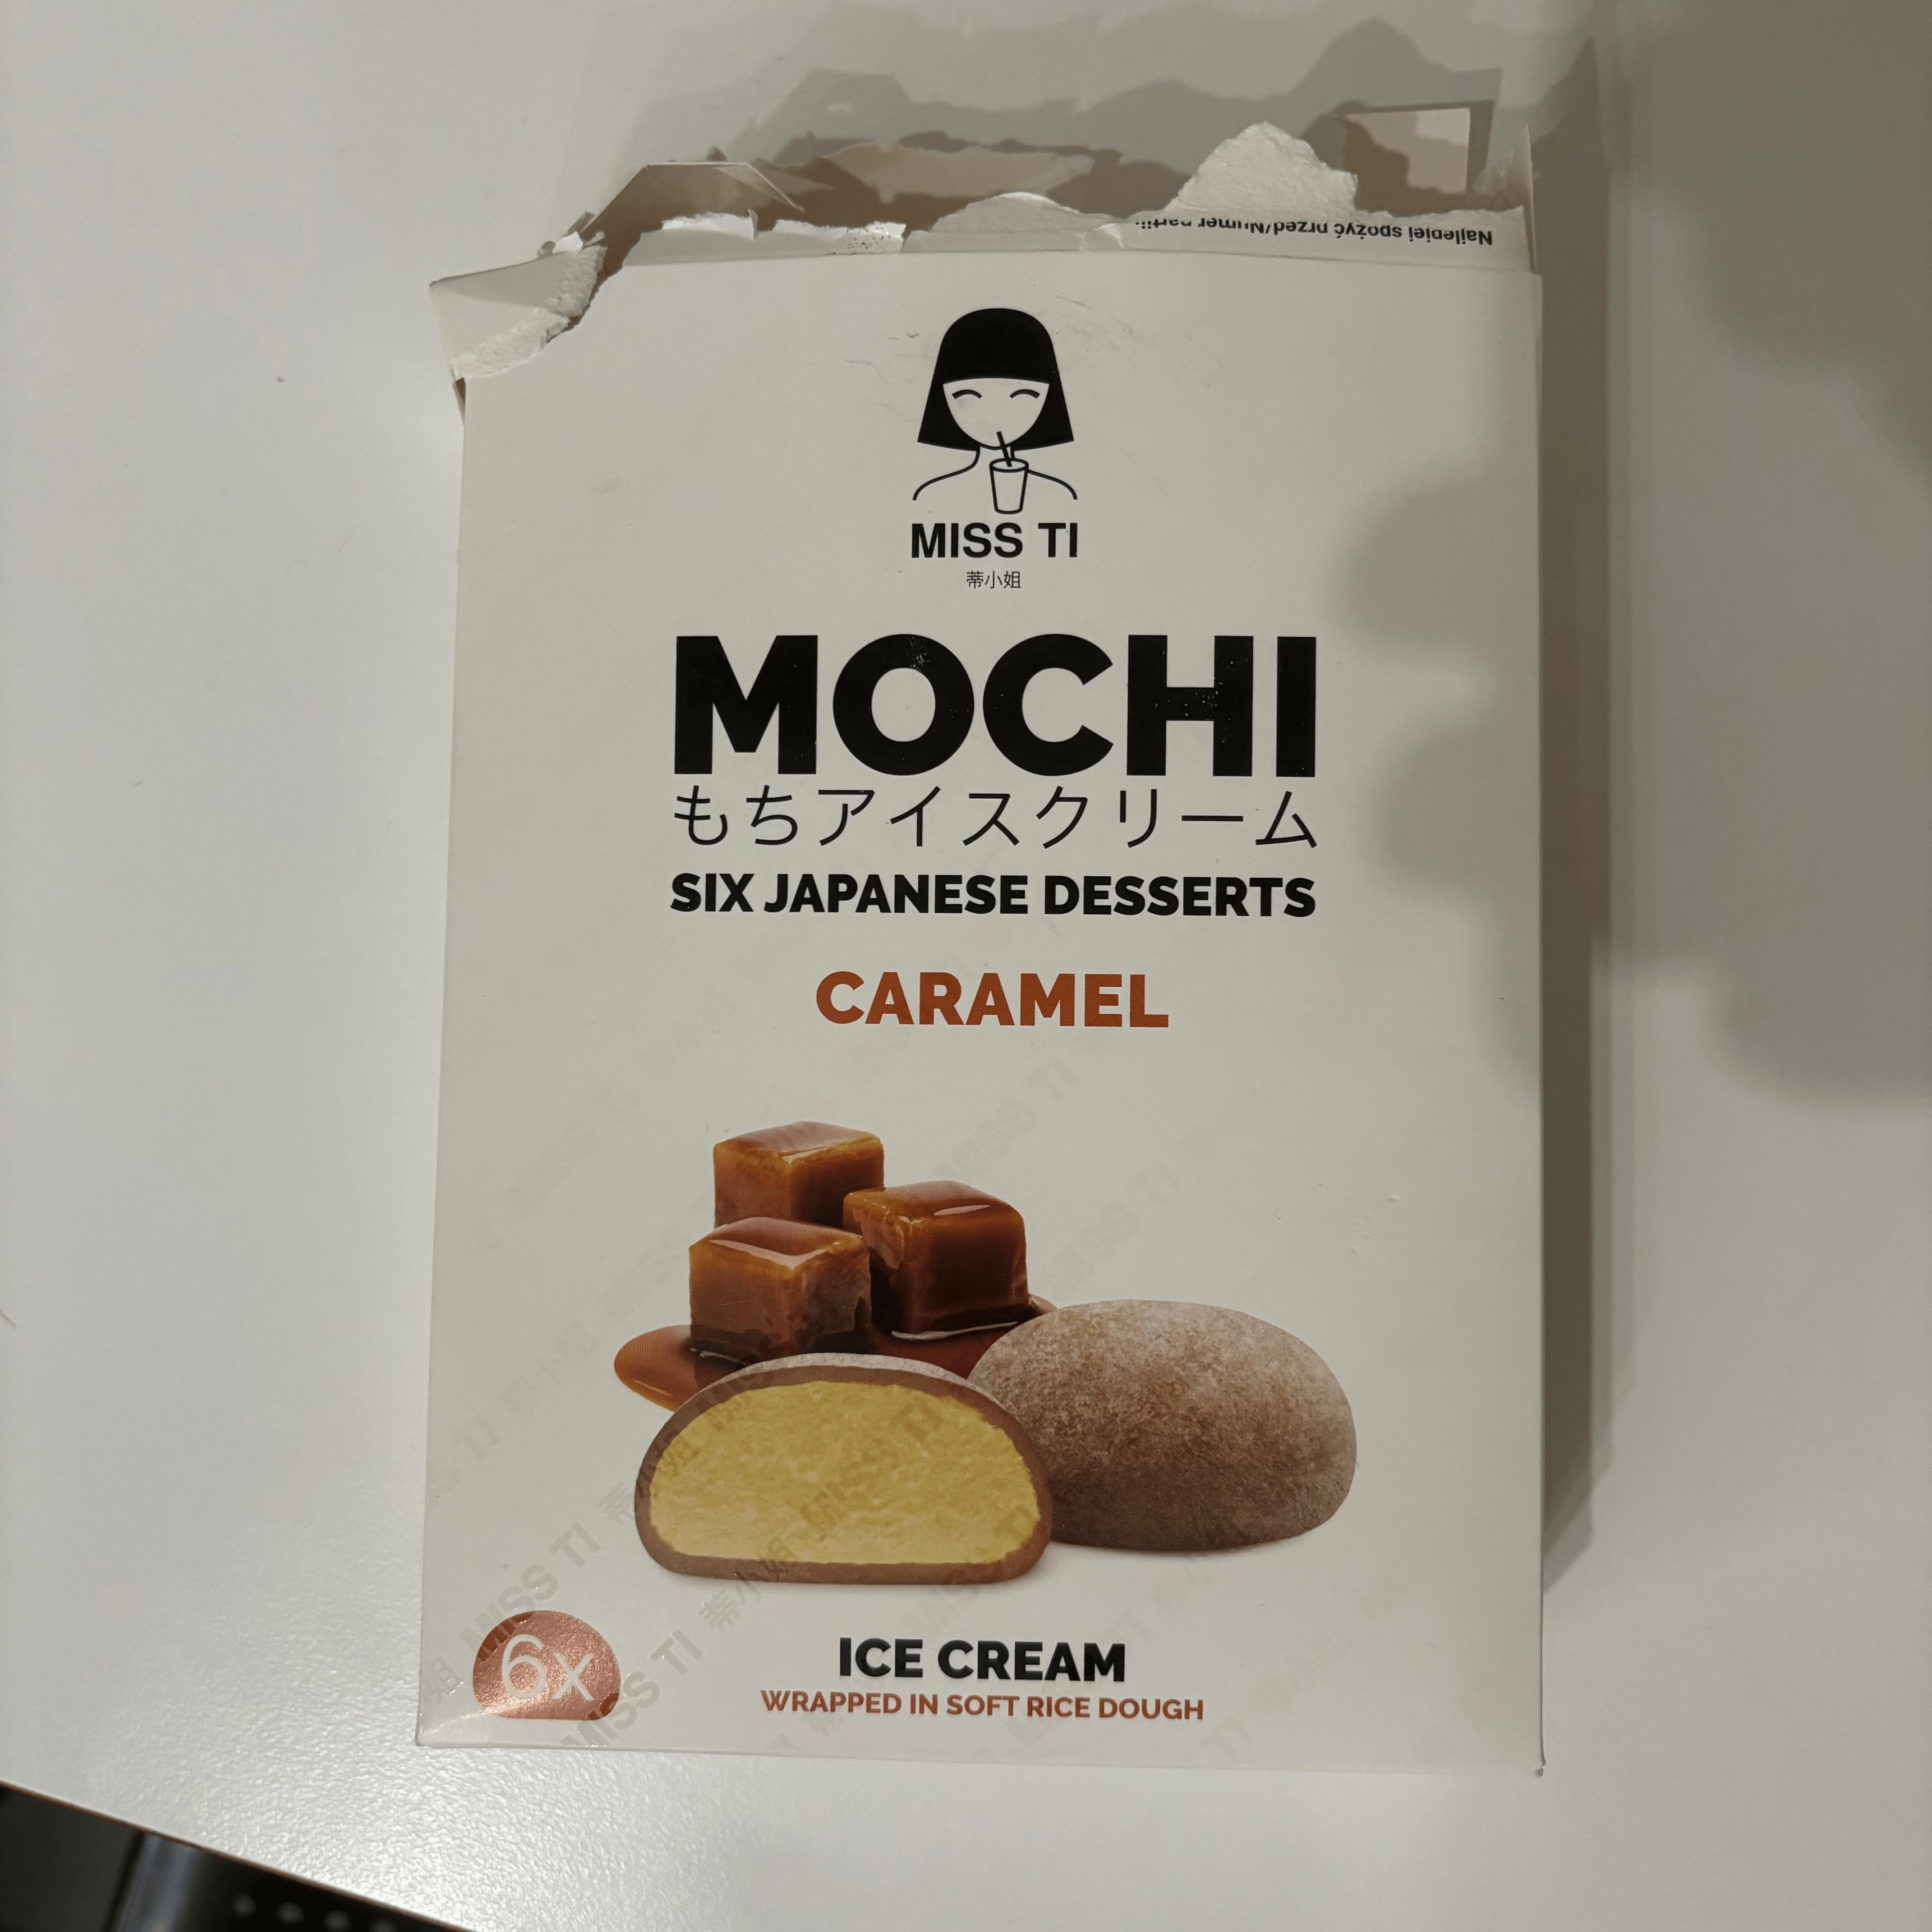 Najlepiej spożyć przed/Numer partii:
MISS TI
蒂小姐
MOCHI
もちアイスクリーム
SIX JAPANESE DESSERTS
CARAMEL
6x
ICE CREAM
WRAPPED IN SOFT RICE DOUGH